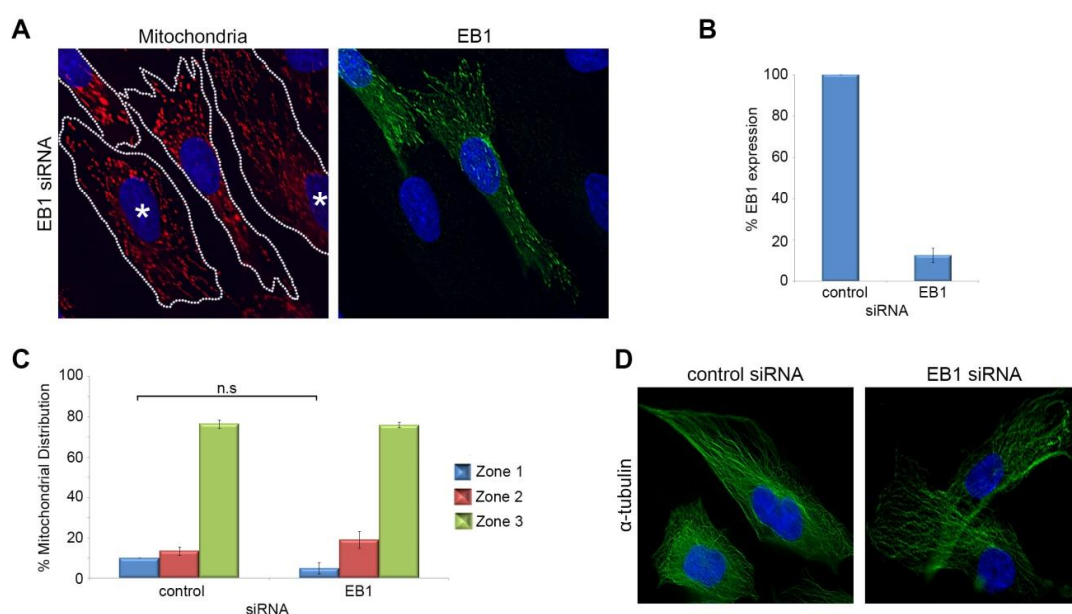 A
Mitochondria
EB1
EB1 siRNA
*
*
B
% EB1 expression
100
80
60
40
20
0
control
EB1
siRNA
C
% Mitochondrial Distribution
100
80
60
40
20
0
n.s
control
EB1
siRNA
Zone 1
Zone 2
Zone 3
D
control siRNA
EB1 siRNA
α-tubulin